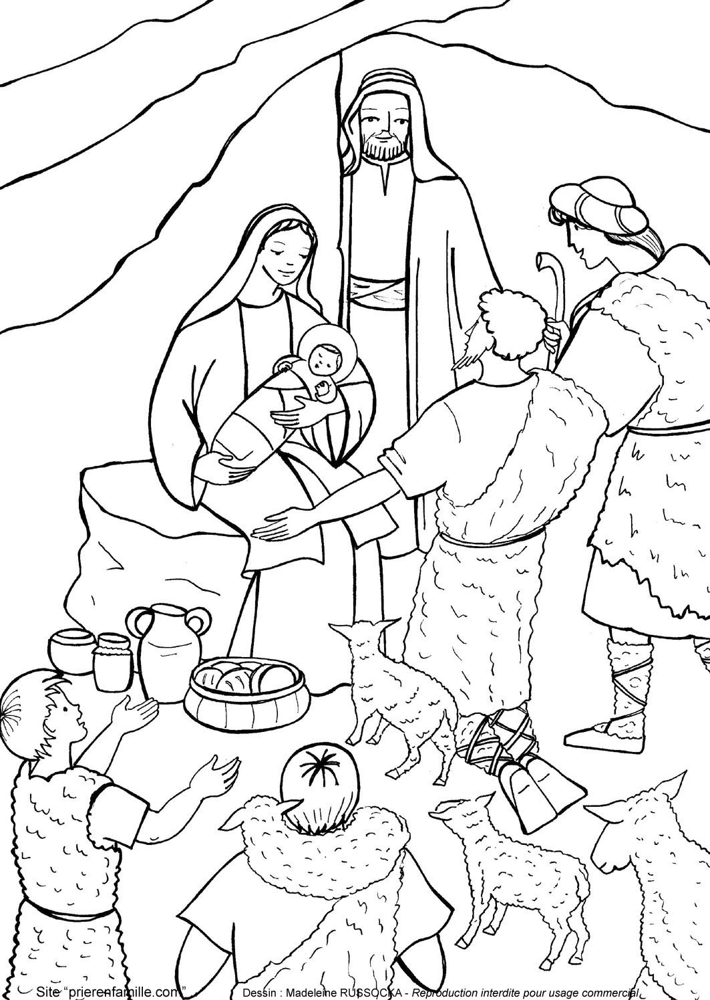 Site “prierenfamille.com” Dessin : Madeleine RUSSOCKA - Reproduction interdite pour usage commercial